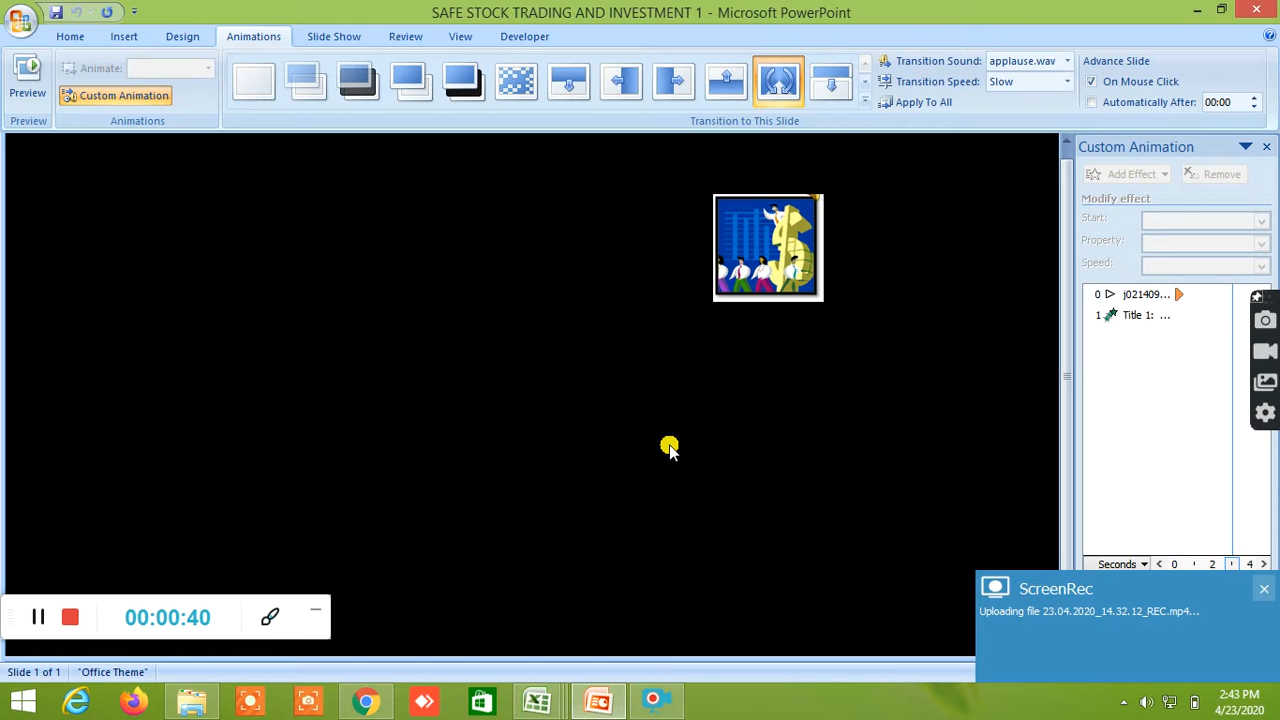 SAFE STOCK TRADING AND INVESTMENT 1 - Microsoft PowerPoint
Home Insert Design Animations Slide Show Review View Developer
Preview
Animate:
Custom Animation
Preview
Animations
Transition Sound: applause.wav
Transition Speed: Slow
Apply To All
Transition to This Slide
Advance Slide
On Mouse Click
Automatically After: 00:00
Custom Animation
Add Effect Remove
Modify effect
Start:
Property:
Speed:
0 j021409...
1 Title 1: ...
Seconds 0 2 4
ScreenRec
Uploading file 23.04.2020_14.32.12_REC.mp4...
00:00:40
Slide 1 of 1 "Office Theme"
2:43 PM
4/23/2020